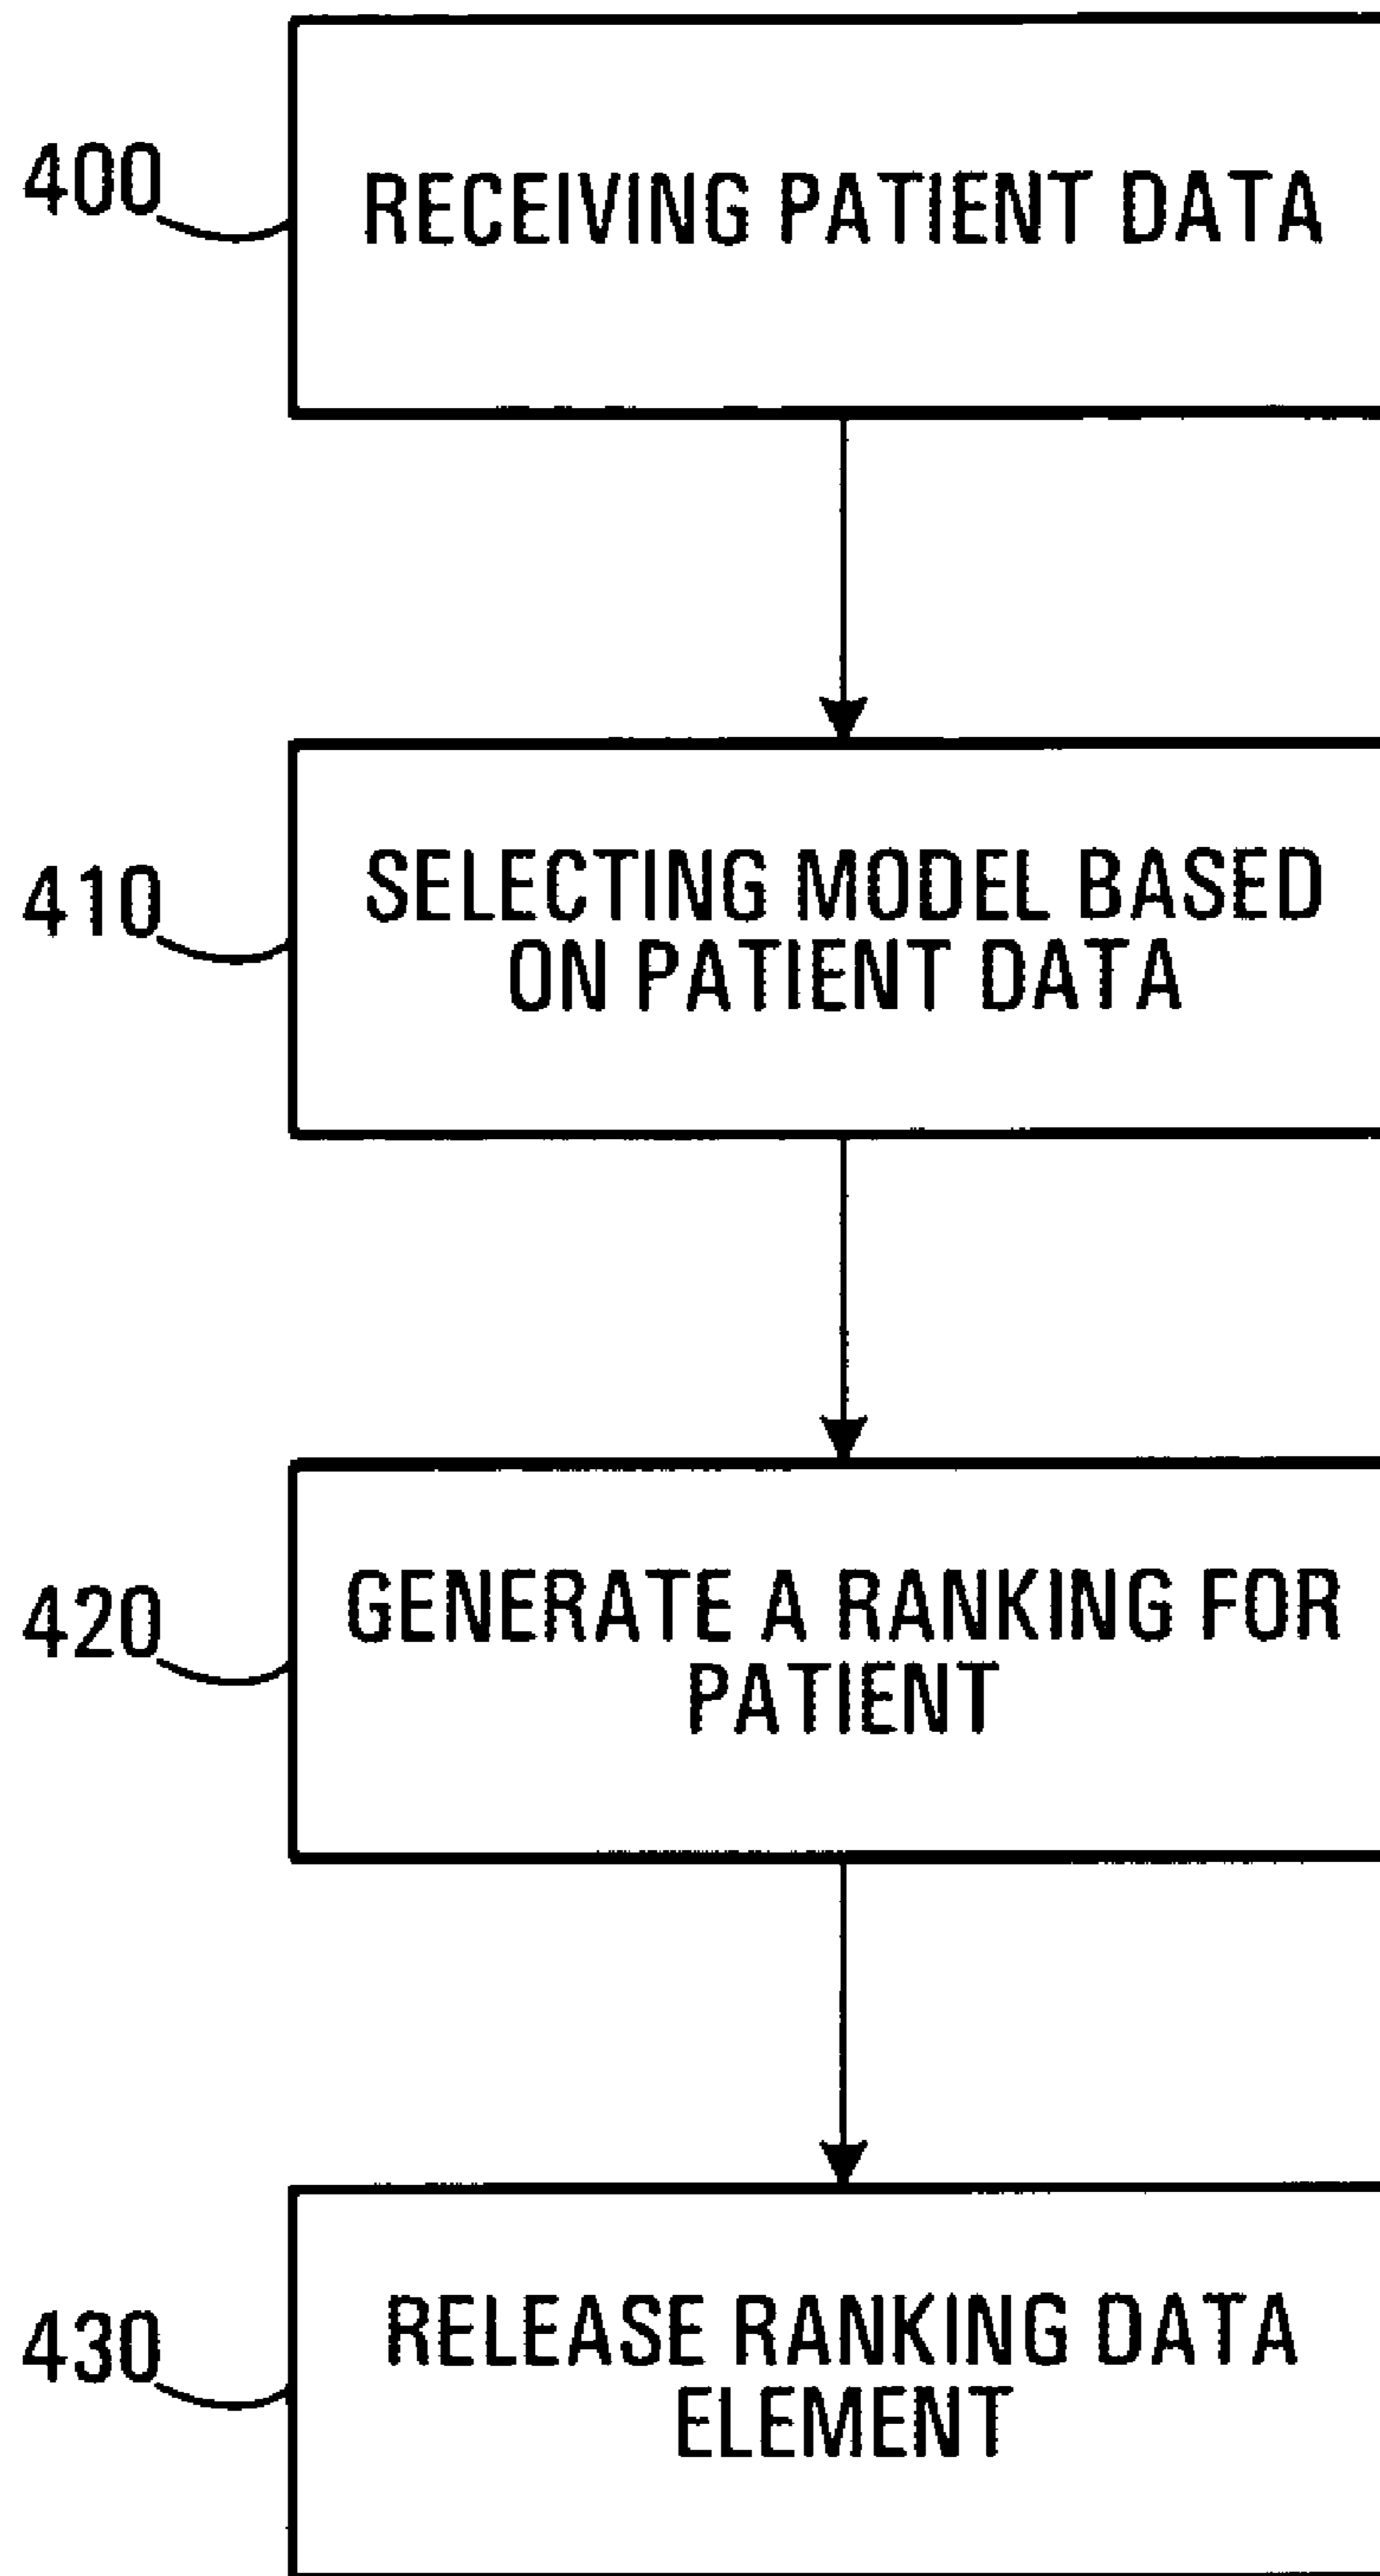 400
RECEIVING PATIENT DATA
410
SELECTING MODEL BASED
ON PATIENT DATA
420
GENERATE A RANKING FOR
PATIENT
430
RELEASE RANKING DATA
ELEMENT